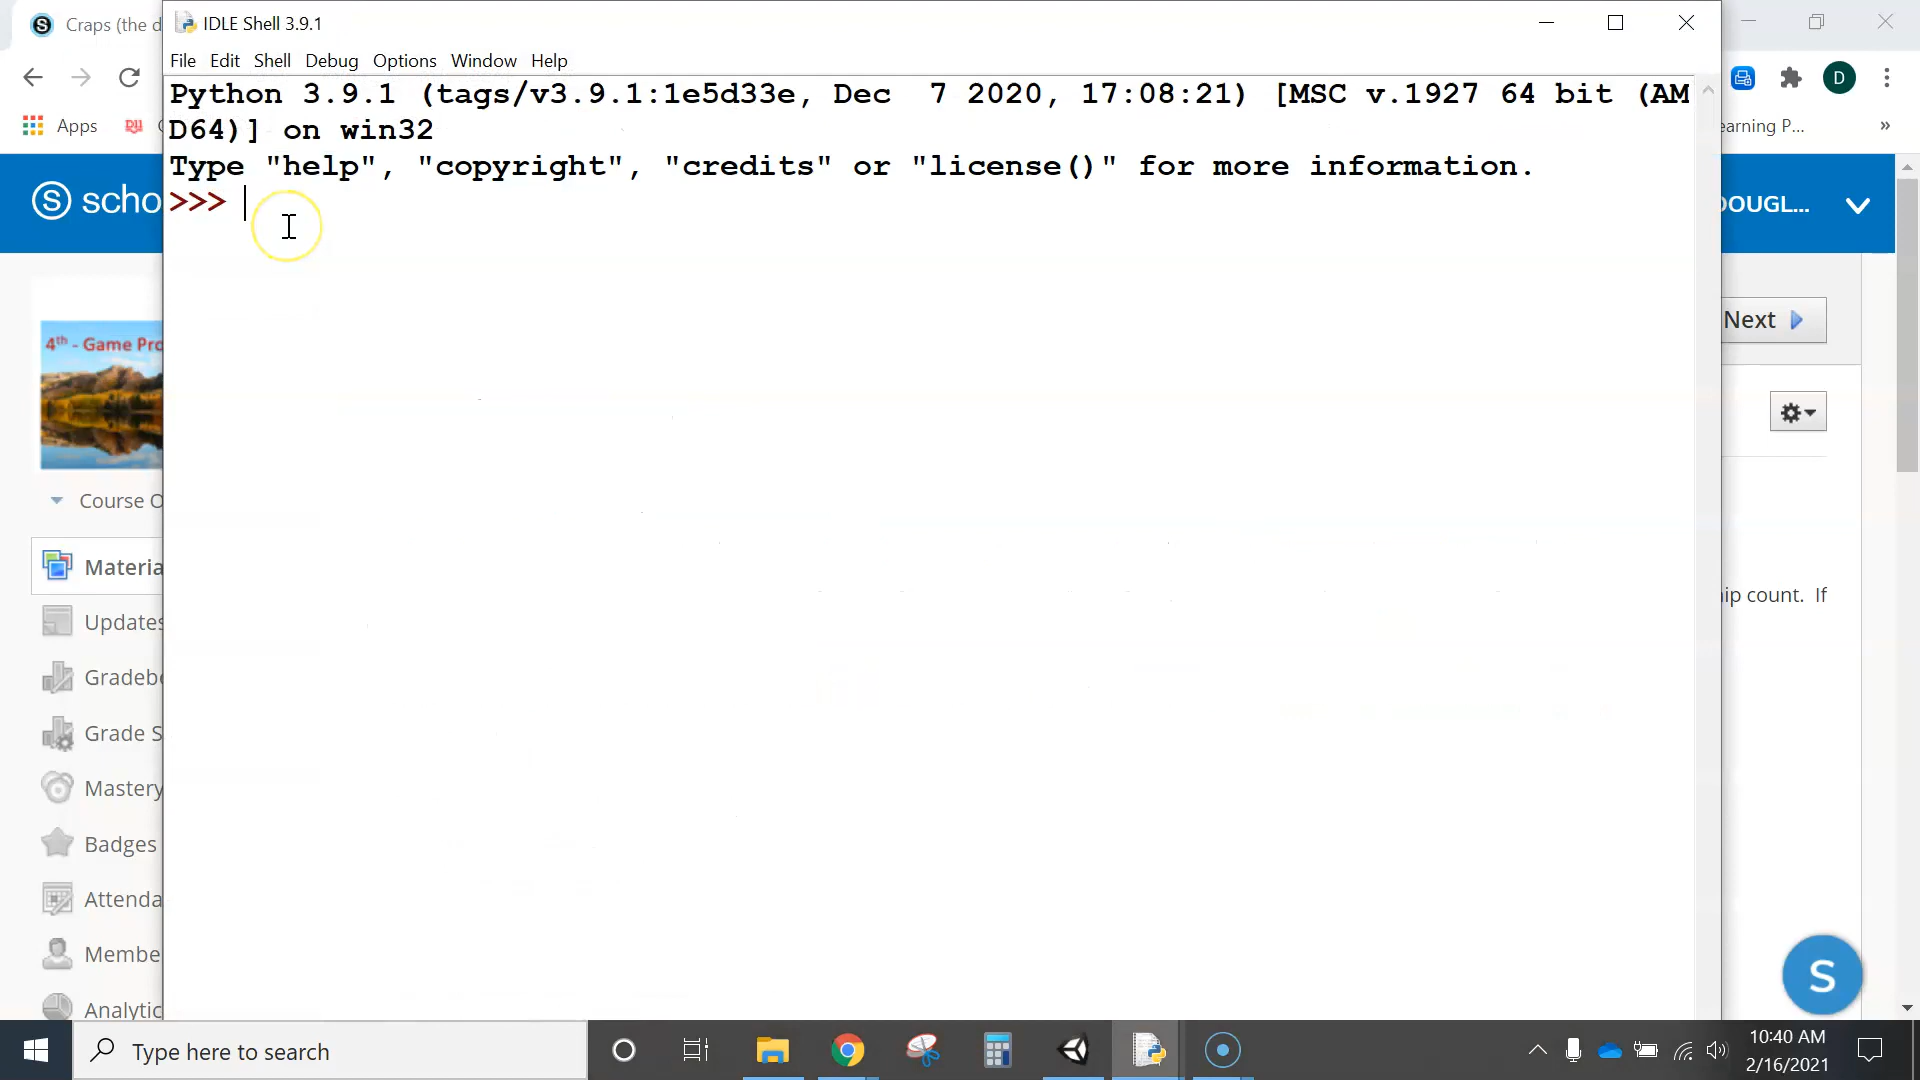 Craps (the d
IDLE Shell 3.9.1
File Edit Shell Debug Options Window Help
Python 3.9.1 (tags/v3.9.1:1e5d33e, Dec  7 2020, 17:08:21) [MSC v.1927 64 bit (AM
D64)] on win32
Type "help", "copyright", "credits" or "license()" for more information.
>>>
D
Apps
earning P...
»
S scho
DOUGL...
Next
4th - Game Pro
Course O
Materia
ip count.  If
Updates
Gradebo
Grade S
Mastery
Badges
Attenda
Membe
Analytic
S
Type here to search
10:40 AM
2/16/2021